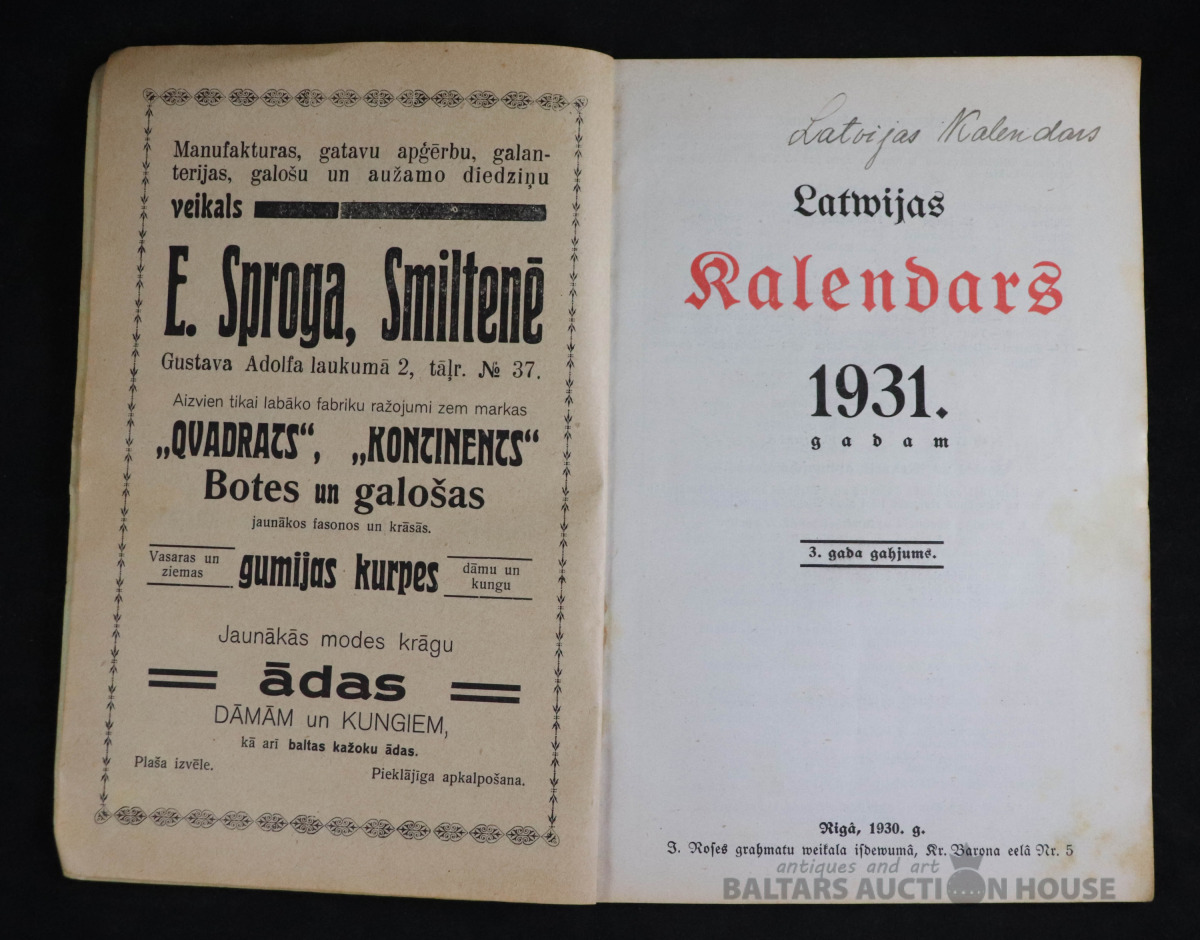 Manufakturas, gatavu apģērbu, galan-
terijas, galošu un aužamo diedziņu
veikals
E. Sproga, Smiltenē
Gustava Adolfa laukumā 2, tāļr. № 37.
Aizvien tikai labāko fabriku ražojumi zem markas
„QVADRATS“, „KONTINENTS“
Botes un galošas
jaunākos fasonos un krāsās.
Vasaras un
ziemas
gumijas kurpes
dāmu un
kungu
Jaunākās modes krāgu
ādas
DĀMĀM un KUNGIEM,
kā arī baltas kažoku ādas.
Plaša izvēle.
Pieklājīga apkalpošana.
Latvijas Kalendars
Latwijas
Kalendars
1931.
gadam
3. gada gahjums.
Rigâ, 1930. g.
J. Roſes grahmatu weikala iſdewumâ, Kr. Barona eelâ Nr. 5
antiques and art
BALTARS AUCTION HOUSE